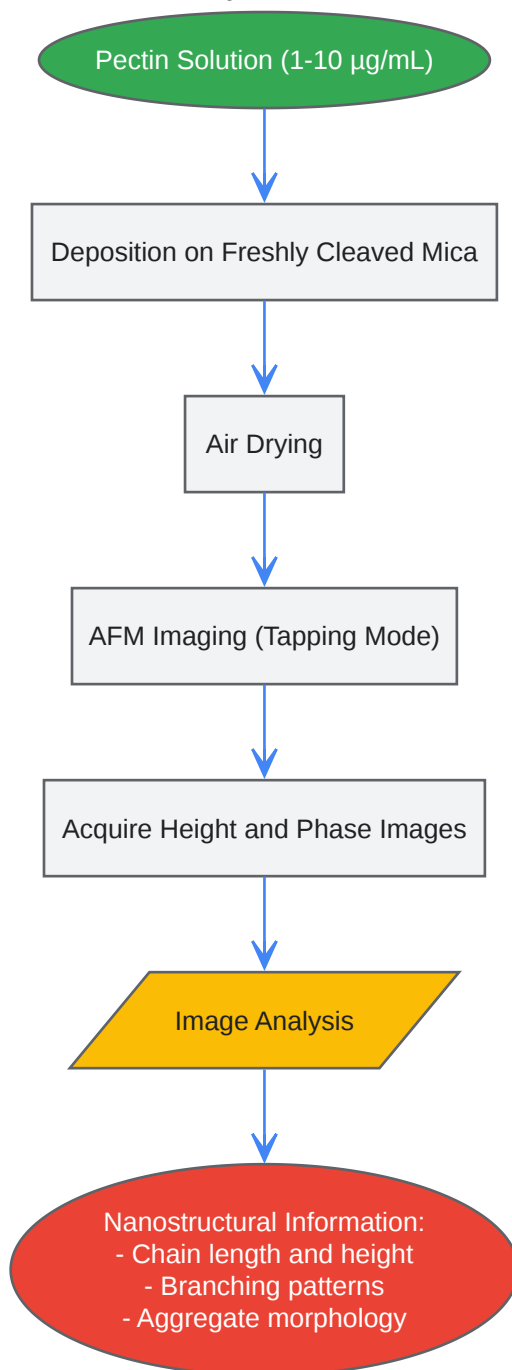 Pectin Solution (1-10 µg/mL)
Deposition on Freshly Cleaved Mica
Air Drying
AFM Imaging (Tapping Mode)
Acquire Height and Phase Images
Image Analysis
Nanostructural Information:
- Chain length and height
- Branching patterns
- Aggregate morphology